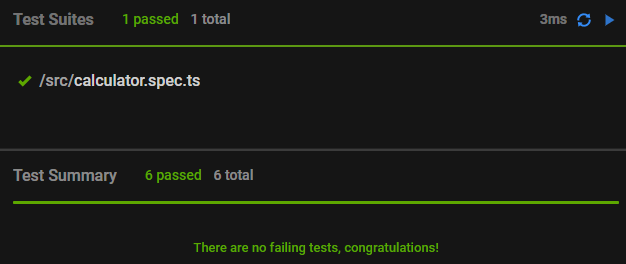 Test Suites 1 passed 1 total 3ms
/src/calculator.spec.ts
Test Summary 6 passed 6 total
There are no failing tests, congratulations!